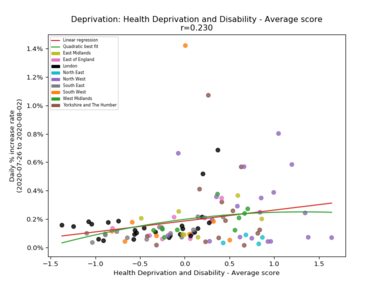 Deprivation: Health Deprivation and Disability - Average score
r=0.230
Daily % increase rate
(2020-07-26 to 2020-08-02)
1.4%
1.2%
1.0%
0.8%
0.6%
0.4%
0.2%
0.0%
Linear regression
Quadratic best fit
East Midlands
East of England
London
North East
North West
South East
South West
West Midlands
Yorkshire and The Humber
−1.5 −1.0 −0.5 0.0 0.5 1.0 1.5
Health Deprivation and Disability - Average score